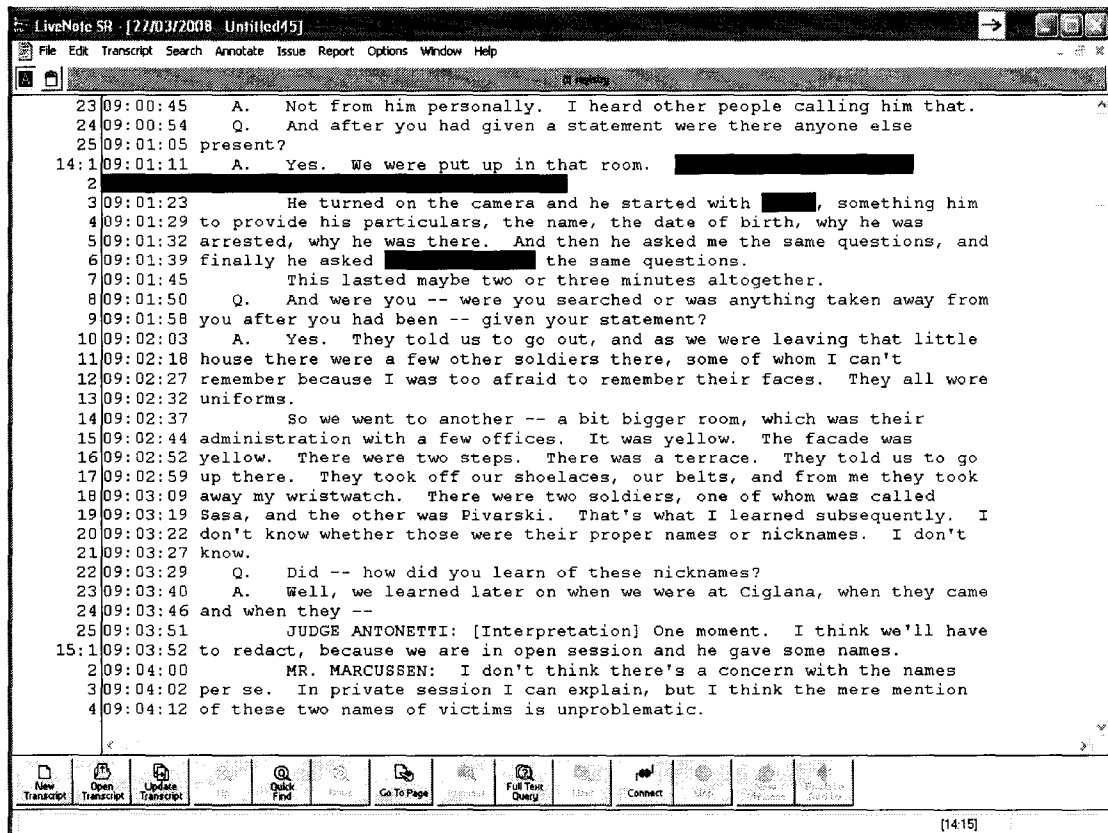 LiveNote SR - [27/03/2008 Untitled45]
File Edit Transcript Search Annotate Issue Report Options Window Help
registry
23 09:00:45 A. Not from him personally. I heard other people calling him that.
24 09:00:54 Q. And after you had given a statement were there anyone else
25 09:01:05 present?
14:1 09:01:11 A. Yes. We were put up in that room.
2
3 09:01:23 He turned on the camera and he started with , something him
4 09:01:29 to provide his particulars, the name, the date of birth, why he was
5 09:01:32 arrested, why he was there. And then he asked me the same questions, and
6 09:01:39 finally he asked the same questions.
7 09:01:45 This lasted maybe two or three minutes altogether.
8 09:01:50 Q. And were you -- were you searched or was anything taken away from
9 09:01:58 you after you had been -- given your statement?
10 09:02:03 A. Yes. They told us to go out, and as we were leaving that little
11 09:02:18 house there were a few other soldiers there, some of whom I can't
12 09:02:27 remember because I was too afraid to remember their faces. They all wore
13 09:02:32 uniforms.
14 09:02:37 So we went to another -- a bit bigger room, which was their
15 09:02:44 administration with a few offices. It was yellow. The facade was
16 09:02:52 yellow. There were two steps. There was a terrace. They told us to go
17 09:02:59 up there. They took off our shoelaces, our belts, and from me they took
18 09:03:09 away my wristwatch. There were two soldiers, one of whom was called
19 09:03:19 Sasa, and the other was Pivarski. That's what I learned subsequently. I
20 09:03:22 don't know whether those were their proper names or nicknames. I don't
21 09:03:27 know.
22 09:03:29 Q. Did -- how did you learn of these nicknames?
23 09:03:40 A. Well, we learned later on when we were at Ciglana, when they came
24 09:03:46 and when they --
25 09:03:51 JUDGE ANTONETTI: [Interpretation] One moment. I think we'll have
15:1 09:03:52 to redact, because we are in open session and he gave some names.
2 09:04:00 MR. MARCUSSEN: I don't think there's a concern with the names
3 09:04:02 per se. In private session I can explain, but I think the mere mention
4 09:04:12 of these two names of victims is unproblematic.
New Transcript Open Transcript Update Transcript Quick Find Go To Page Full Text Query Connect
[14:15]